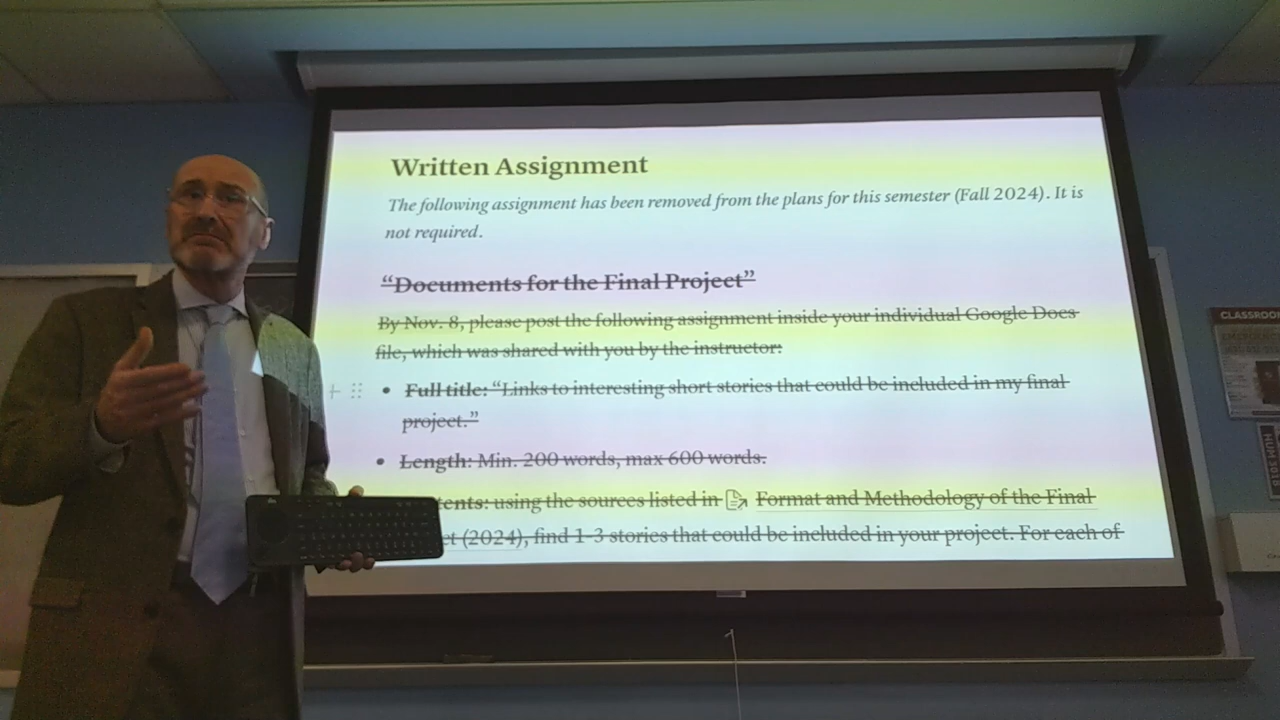 Written Assignment
The following assignment has been removed from the plans for this semester (Fall 2024). It is
not required.
“Documents for the Final Project”
By Nov. 8, please post the following assignment inside your individual Google Docs
file, which was shared with you by the instructor:
• Full title: “Links to interesting short stories that could be included in my final
project.”
• Length: Min. 200 words, max 600 words.
tents: using the sources listed in Format and Methodology of the Final
ct (2024), find 1-3 stories that could be included in your project. For each of
CLASSROO